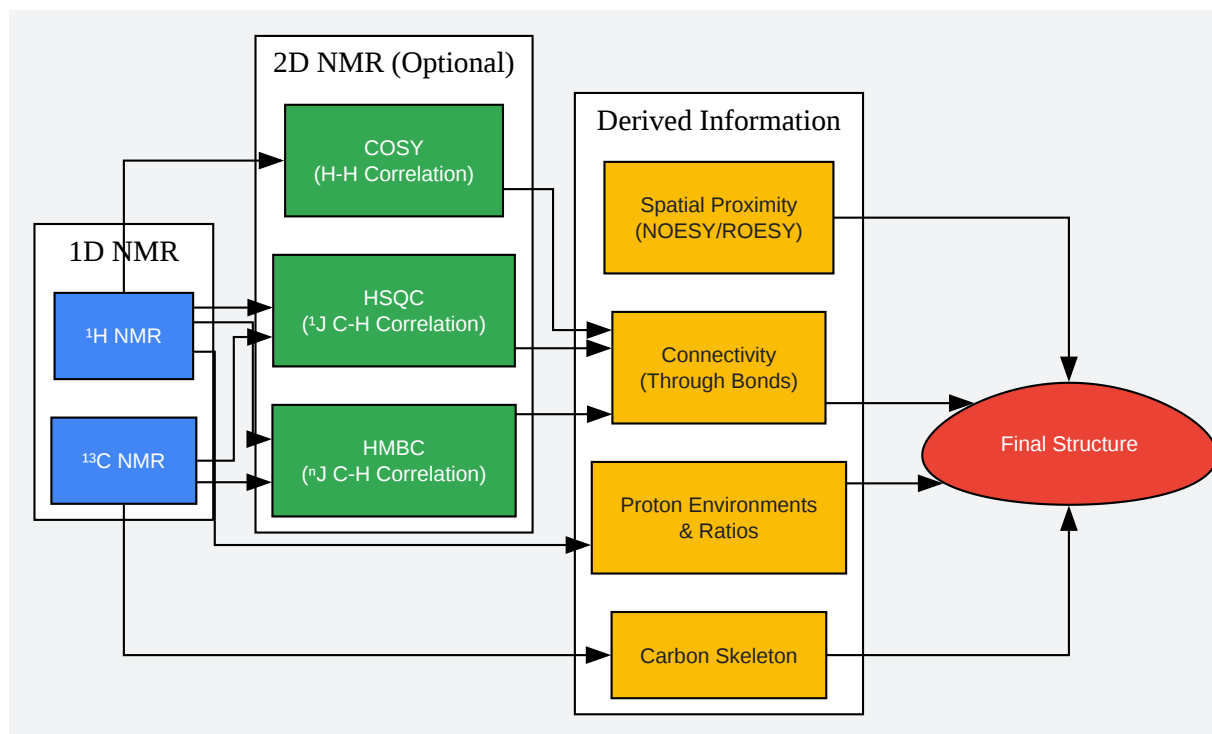 1D NMR
¹H NMR
¹³C NMR
2D NMR (Optional)
COSY
(H-H Correlation)
HSQC
(¹J C-H Correlation)
HMBC
(ⁿJ C-H Correlation)
Derived Information
Spatial Proximity
(NOESY/ROESY)
Connectivity
(Through Bonds)
Proton Environments
& Ratios
Carbon Skeleton
Final Structure